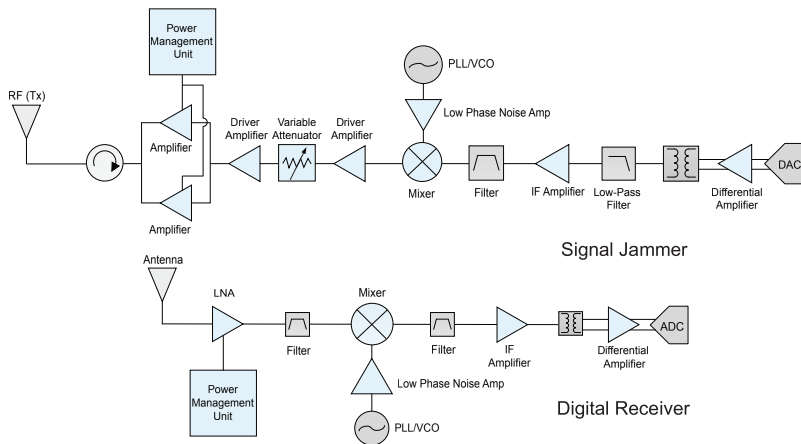 Power
Management
Unit
PLL/VCO
RF (Tx)
Low Phase Noise Amp
Amplifier
Driver
Amplifier
Variable
Attenuator
Driver
Amplifier
Mixer
Filter
IF Amplifier
Low-Pass
Filter
Differential
Amplifier
DAC
Amplifier
Signal Jammer
Antenna
LNA
Mixer
Filter
Filter
IF
Amplifier
Differential
Amplifier
ADC
Power
Management
Unit
Low Phase Noise Amp
PLL/VCO
Digital Receiver